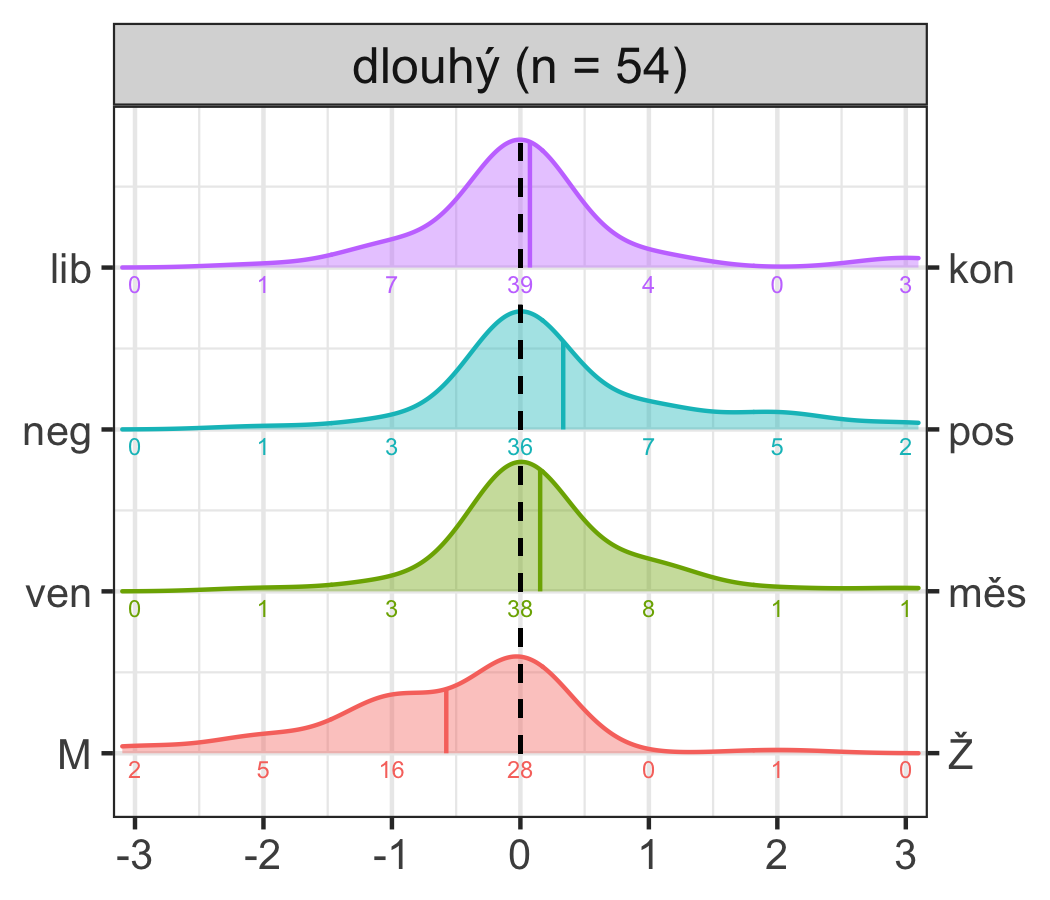 dlouhý (n = 54)
lib kon
0 1 7 39 4 0 3
neg pos
0 1 3 36 7 5 2
ven měs
0 1 3 38 8 1 1
M Ž
2 5 16 28 0 1 0
-3 -2 -1 0 1 2 3